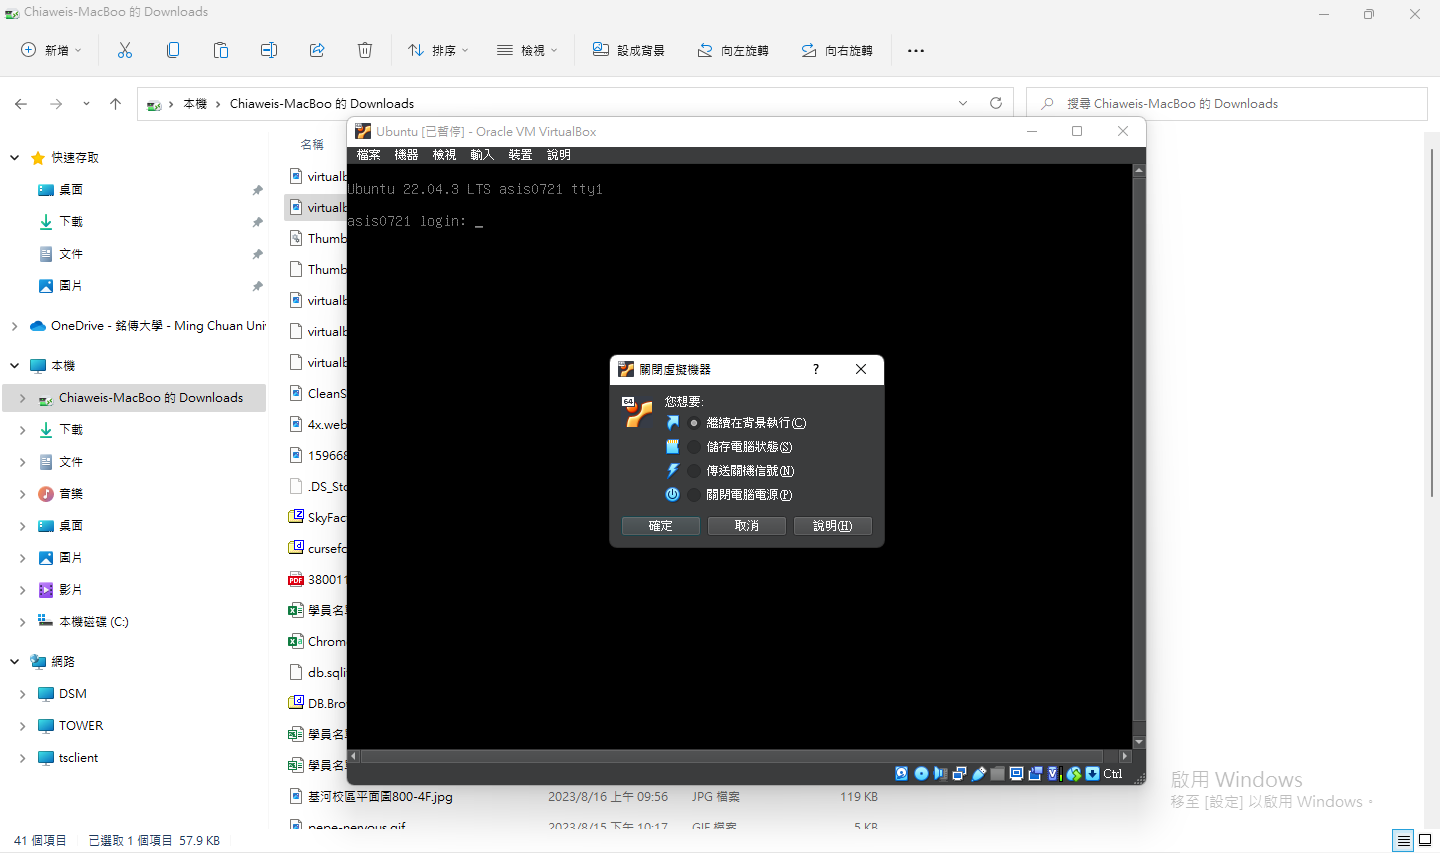 Chiaweis-MacBoo 的 Downloads
新增
排序
檢視
設成背景
向左旋轉
向右旋轉
本機
Chiaweis-MacBoo 的 Downloads
搜尋 Chiaweis-MacBoo 的 Downloads
快速存取
桌面
下載
文件
圖片
OneDrive - 銘傳大學 - Ming Chuan Uni
本機
Chiaweis-MacBoo 的 Downloads
下載
文件
音樂
桌面
圖片
影片
本機磁碟 (C:)
網路
DSM
TOWER
tsclient
名稱
virtualb
virtualb
Thumb
Thumb
virtualb
virtualb
virtualb
CleanS
4x.web
159668
.DS_Sto
SkyFac
cursefo
380011
學員名
Chrom
db.sqli
DB.Bro
學員名
學員名
基河校區平面圖800-4F.jpg 2023/8/16 上午 09:56 JPG 檔案 119 KB
pepe-nervous.gif 2023/8/15 下午 10:17 GIF 檔案 5 KB
Ubuntu [已暫停] - Oracle VM VirtualBox
檔案 機器 檢視 輸入 裝置 說明
Ubuntu 22.04.3 LTS asis0721 tty1
asis0721 login: _
關閉虛擬機器
?
64
您想要:
繼續在背景執行(C)
儲存電腦狀態(S)
傳送關機信號(N)
關閉電腦電源(P)
確定
取消
說明(H)
Ctrl
啟用 Windows
移至 [設定] 以啟用 Windows。
41 個項目 已選取 1 個項目 57.9 KB